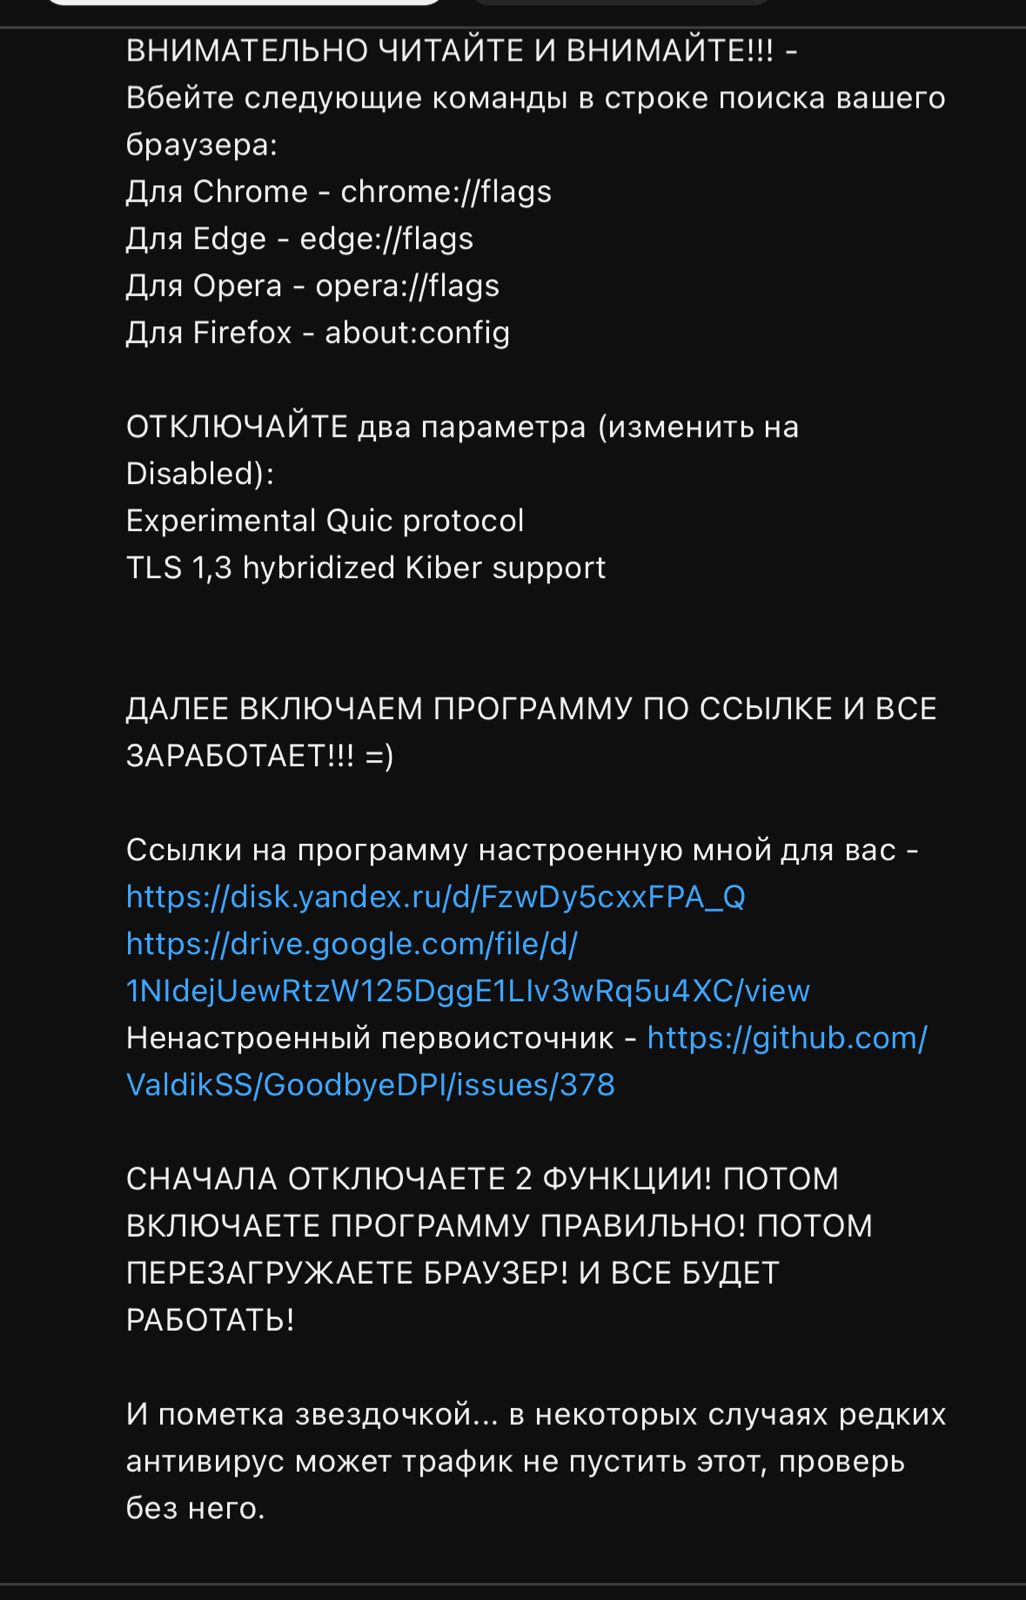 ВНИМАТЕЛЬНО ЧИТАЙТЕ И ВНИМАЙТЕ!!! -
Вбейте следующие команды в строке поиска вашего
браузера:
Для Chrome - chrome://flags
Для Edge - edge://flags
Для Opera - opera://flags
Для Firefox - about:config
ОТКЛЮЧАЙТЕ два параметра (изменить на
Disabled):
Experimental Quic protocol
TLS 1,3 hybridized Kiber support
ДАЛЕЕ ВКЛЮЧАЕМ ПРОГРАММУ ПО ССЫЛКЕ И ВСЕ
ЗАРАБОТАЕТ!!! =)
Ссылки на программу настроенную мной для вас -
https://disk.yandex.ru/d/FzwDy5cxxFPA_Q
https://drive.google.com/file/d/
1NIdejUewRtzW125DggE1LIv3wRq5u4XC/view
Ненастроенный первоисточник - https://github.com/
ValdikSS/GoodbyeDPI/issues/378
СНАЧАЛА ОТКЛЮЧАЕТЕ 2 ФУНКЦИИ! ПОТОМ
ВКЛЮЧАЕТЕ ПРОГРАММУ ПРАВИЛЬНО! ПОТОМ
ПЕРЕЗАГРУЖАЕТЕ БРАУЗЕР! И ВСЕ БУДЕТ
РАБОТАТЬ!
И пометка звездочкой... в некоторых случаях редких
антивирус может трафик не пустить этот, проверь
без него.